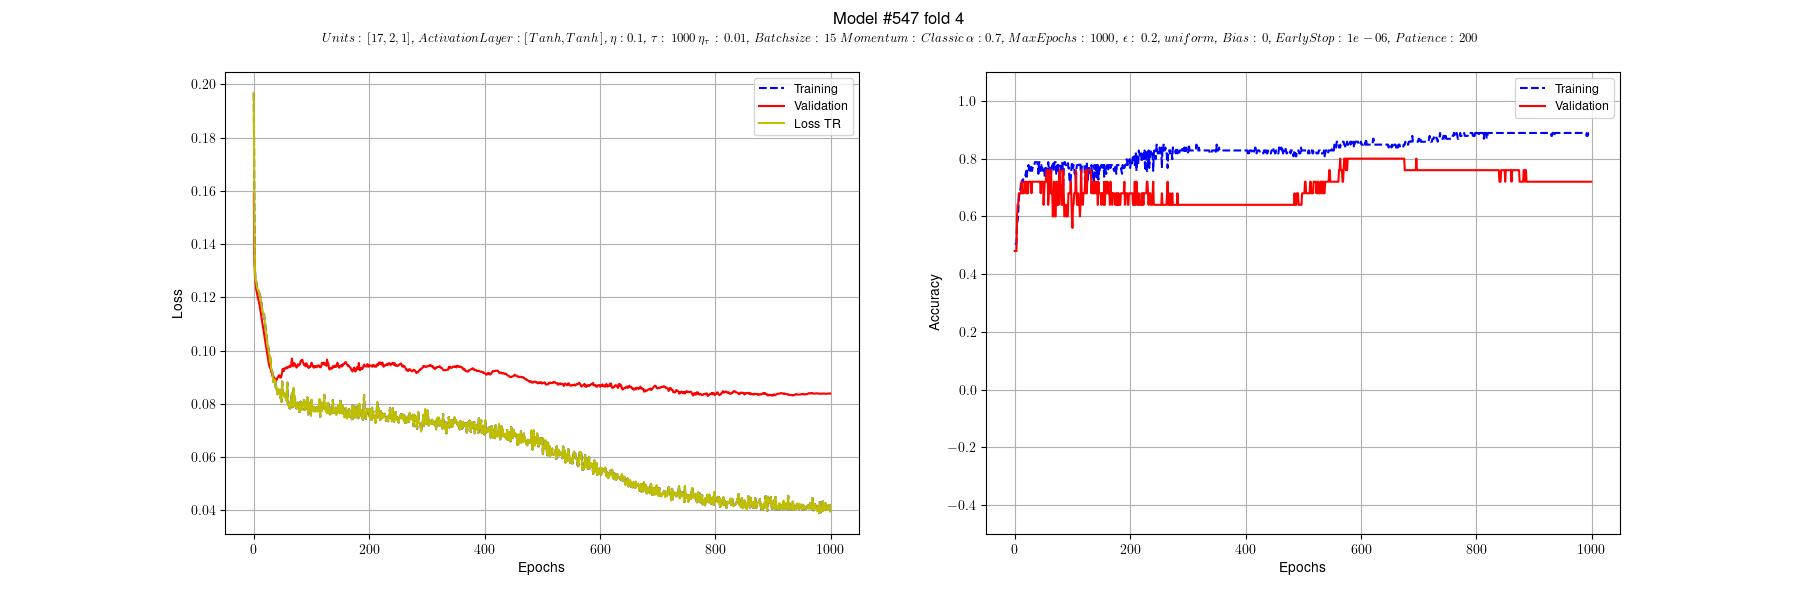 Model #547 fold 4
Units : [17, 2, 1], ActivationLayer : [Tanh, Tanh], η : 0.1, τ : 1000 ητ : 0.01, Batchsize : 15 Momentum : Classic α : 0.7, MaxEpochs : 1000, ϵ : 0.2, uniform, Bias : 0, EarlyStop : 1e − 06, Patience : 200
0.20
0.18
0.16
0.14
0.12
0.10
0.08
0.06
0.04
Loss
Training
Validation
Loss TR
0 200 400 600 800 1000
Epochs
1.0
0.8
0.6
0.4
0.2
0.0
−0.2
−0.4
Accuracy
Training
Validation
0 200 400 600 800 1000
Epochs